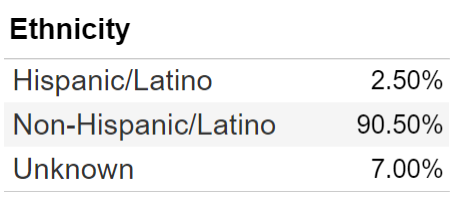 Ethnicity
Hispanic/Latino 2.50%
Non-Hispanic/Latino 90.50%
Unknown 7.00%